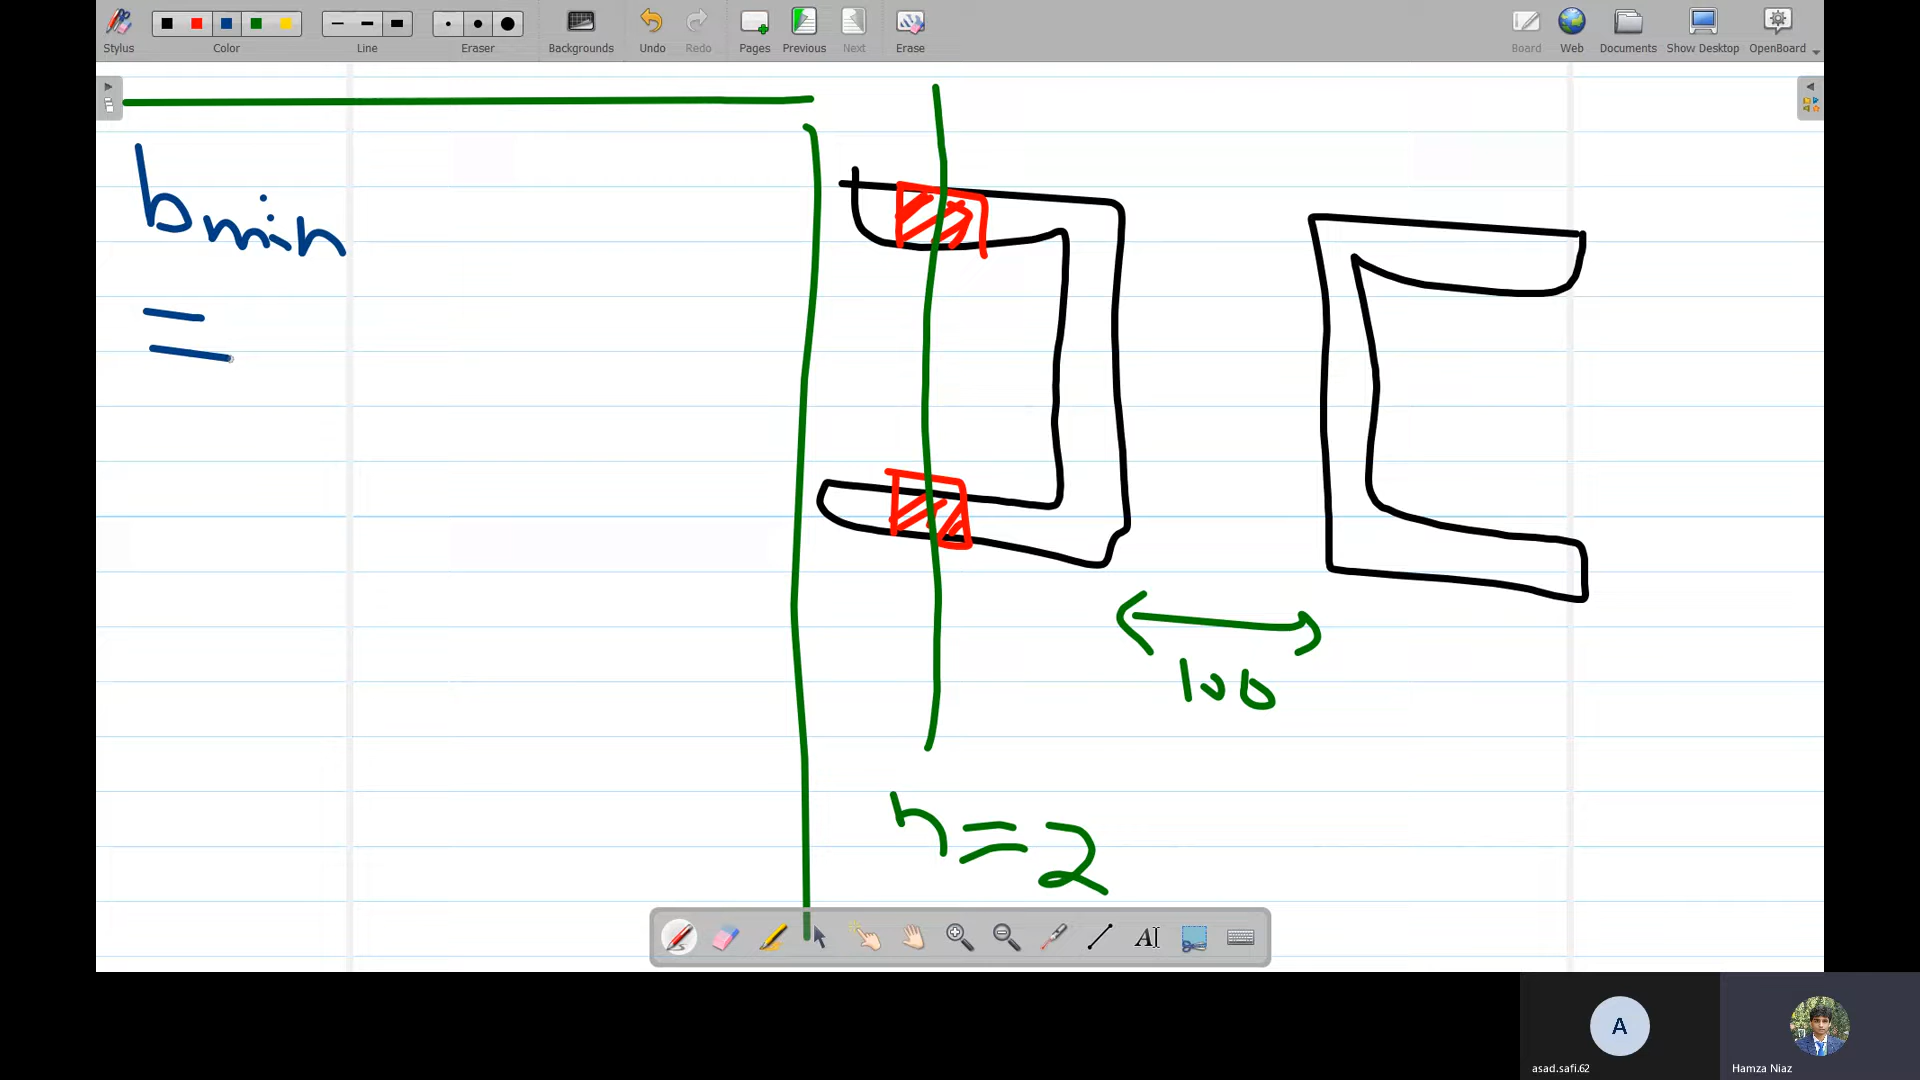 Stylus
Color
Line
Eraser
Backgrounds
Undo
Redo
Pages
Previous
Next
Erase
Board
Web
Documents
Show Desktop
OpenBoard
bmin
=
100
n=2
A
asad.safi.62
Hamza Niaz